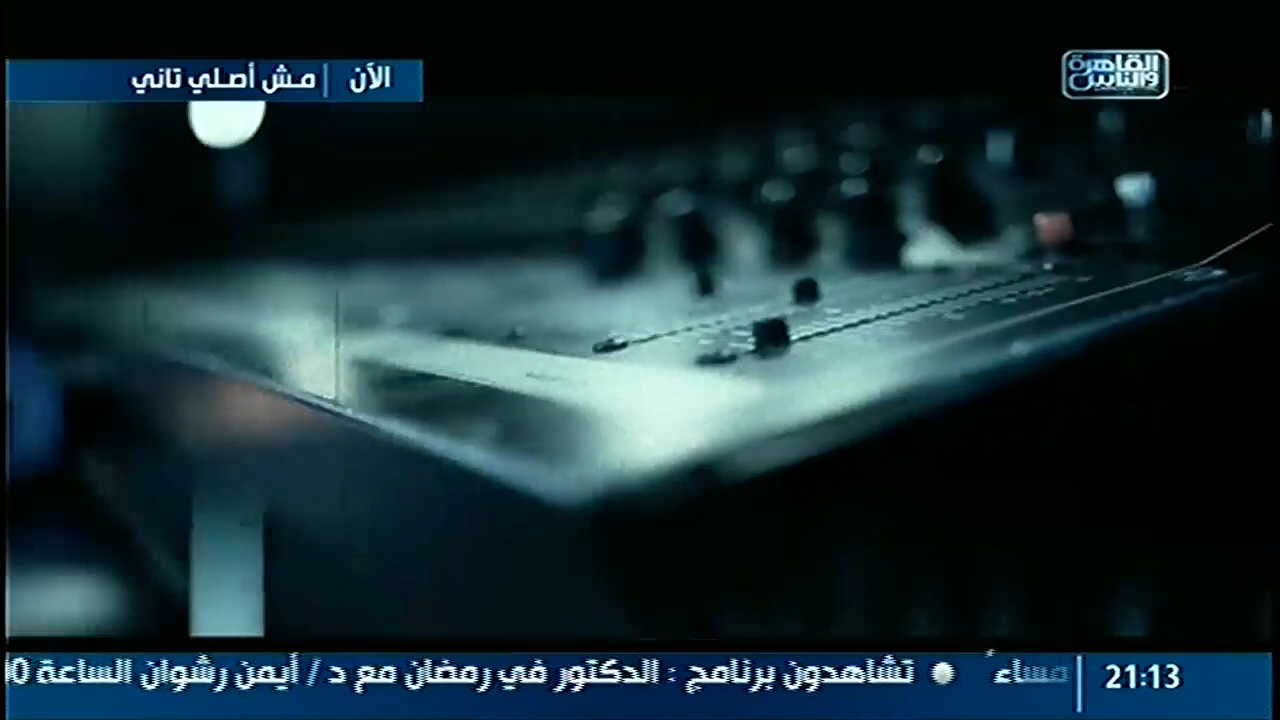 الآن | مش أصلي تاني
القاهرة
والناس
21:13 | مساءً ● تشاهدون برنامج : الدكتور في رمضان مع د / أيمن رشوان الساعة